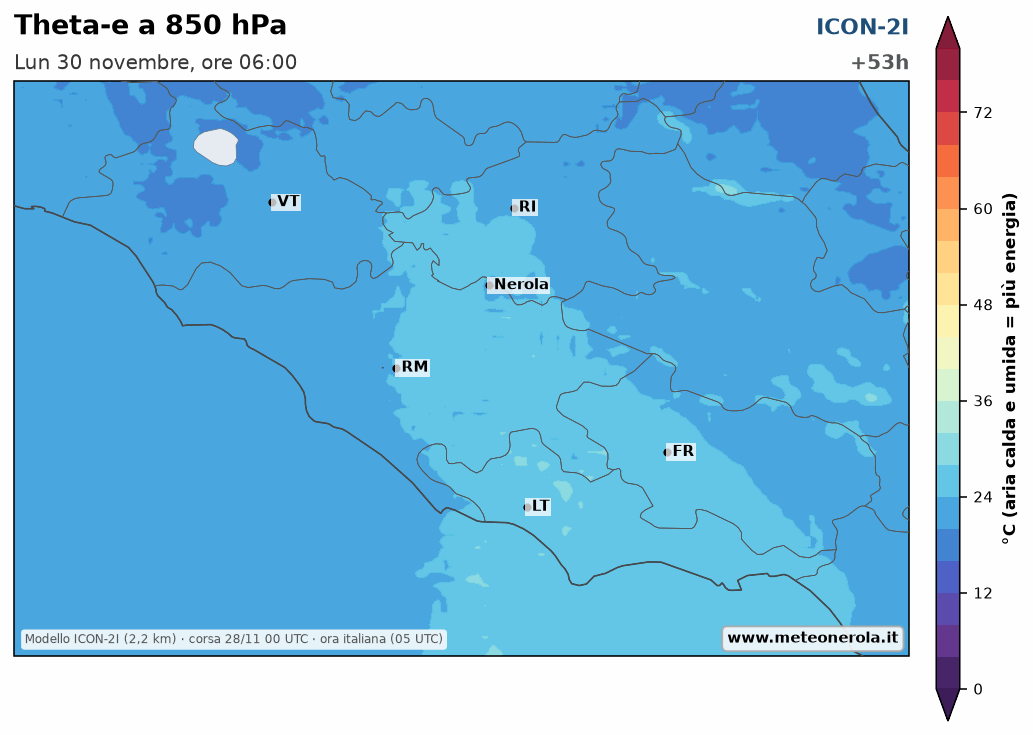 Theta-e a 850 hPa
ICON-2I
Lun 30 novembre, ore 06:00
+53h
72
60
48
36
24
12
0
°C (aria calda e umida = più energia)
VT
RI
Nerola
RM
FR
LT
Modello ICON-2I (2,2 km) · corsa 28/11 00 UTC · ora italiana (05 UTC)
www.meteonerola.it